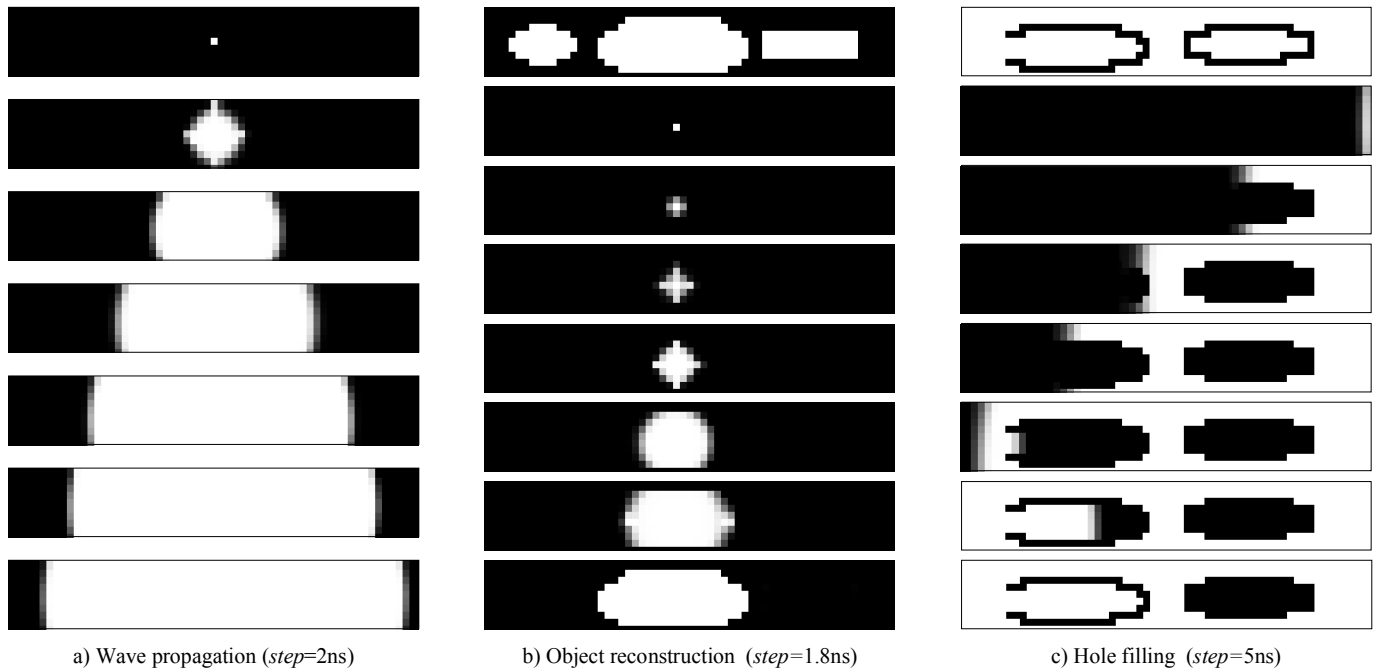 a) Wave propagation (step=2ns)
b) Object reconstruction (step=1.8ns)
c) Hole filling (step=5ns)